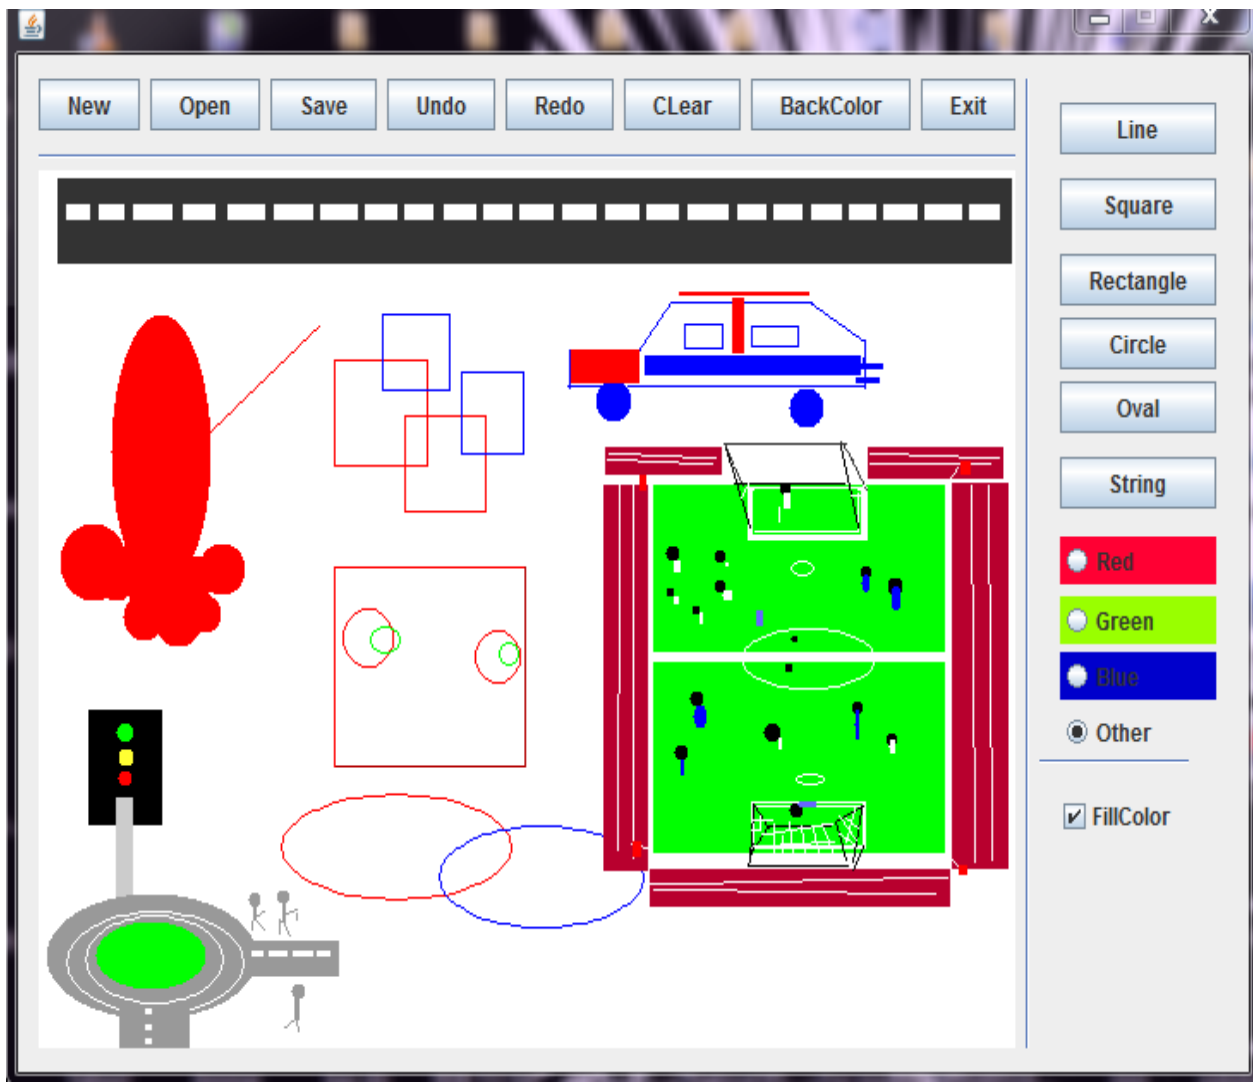 New Open Save Undo Redo CLear BackColor Exit
Line
Square
Rectangle
Circle
Oval
String
Red
Green
Blue
Other
FillColor